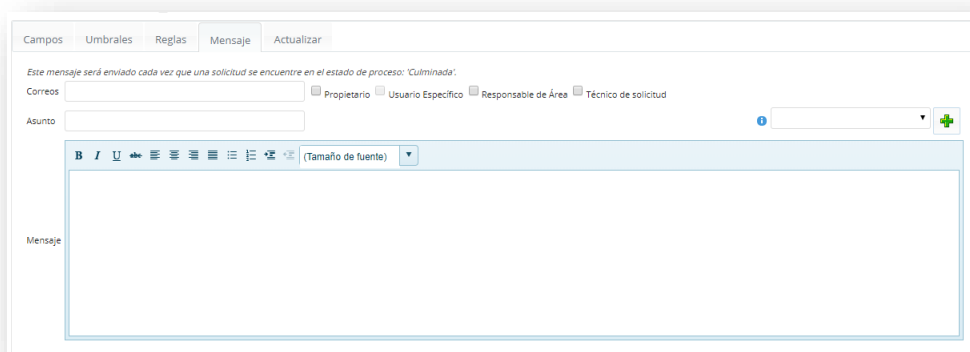 Campos Umbrales Reglas Mensaje Actualizar
Este mensaje será enviado cada vez que una solicitud se encuentre en el estado de proceso: 'Culminada'.
Correos Propietario Usuario Específico Responsable de Área Técnico de solicitud
Asunto
B I U abc (Tamaño de fuente)
Mensaje